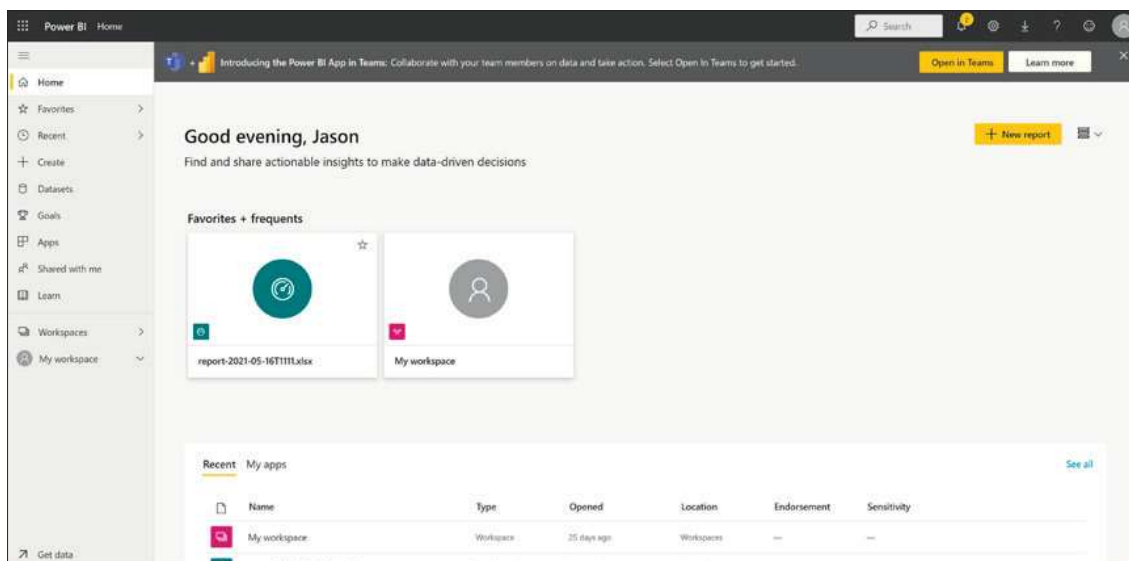 Power BI Home
Search
Introducing the Power BI App in Teams: Collaborate with your team members on data and take action. Select Open in Teams to get started.
Open in Teams
Learn more
Home
Favorites
Recent
Create
Datasets
Goals
Apps
Shared with me
Learn
Workspaces
My workspace
Get data
Good evening, Jason
New report
Find and share actionable insights to make data-driven decisions
Favorites + frequents
report-2021-05-16T1111.xlsx
My workspace
Recent My apps
See all
Name Type Opened Location Endorsement Sensitivity
My workspace Workspace 25 days ago Workspaces — —